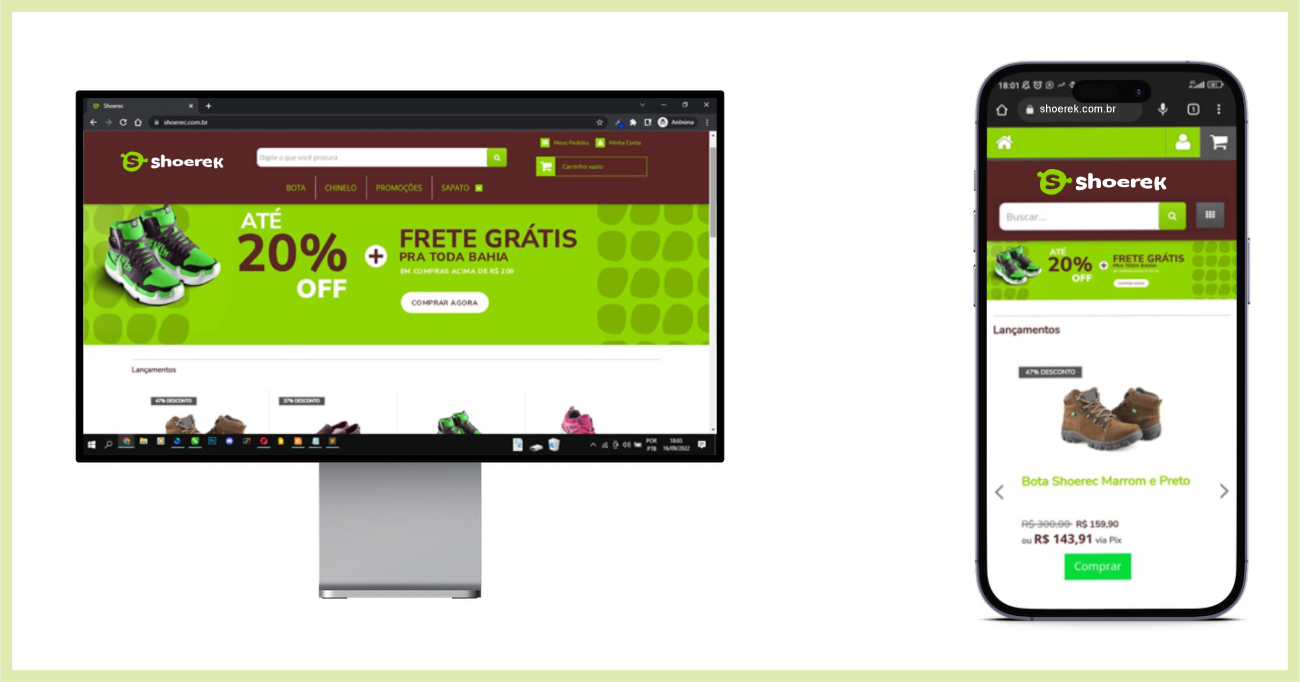 Shoerec
shoerec.com.br
Anônima
shoerek
Digite o que você procura
Meus Pedidos
Minha Conta
Carrinho vazio
BOTA
CHINELO
PROMOÇÕES
SAPATO
ATÉ
20%
OFF
+
FRETE GRÁTIS
PRA TODA BAHIA
EM COMPRAS ACIMA DE R$ 200
COMPRAR AGORA
Lançamentos
47% DESCONTO
37% DESCONTO
POR
PTB
18:03
16/09/2022
18:01
shoerek.com.br
1
shoerek
Buscar...
ATÉ
20%
OFF
+
FRETE GRÁTIS
PRA TODA BAHIA
COMPRAR AGORA
Lançamentos
47% DESCONTO
Bota Shoerec Marrom e Preto
R$ 300,00 R$ 159,90
ou R$ 143,91 via Pix
Comprar